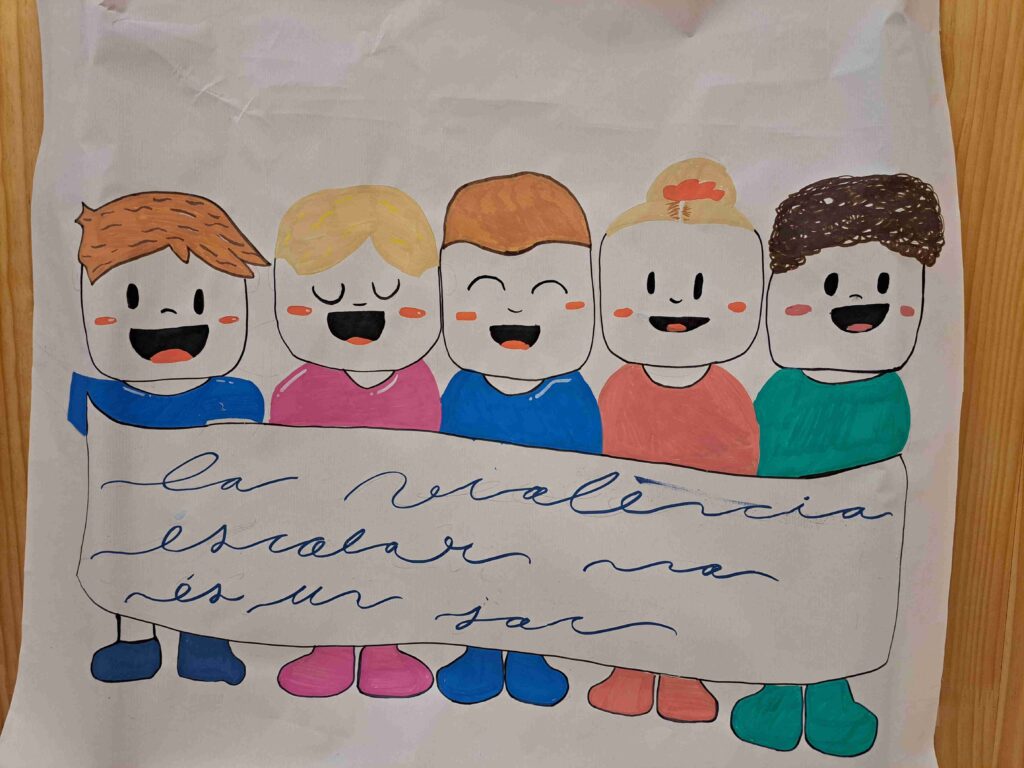 la violència
escolar no
és un joc